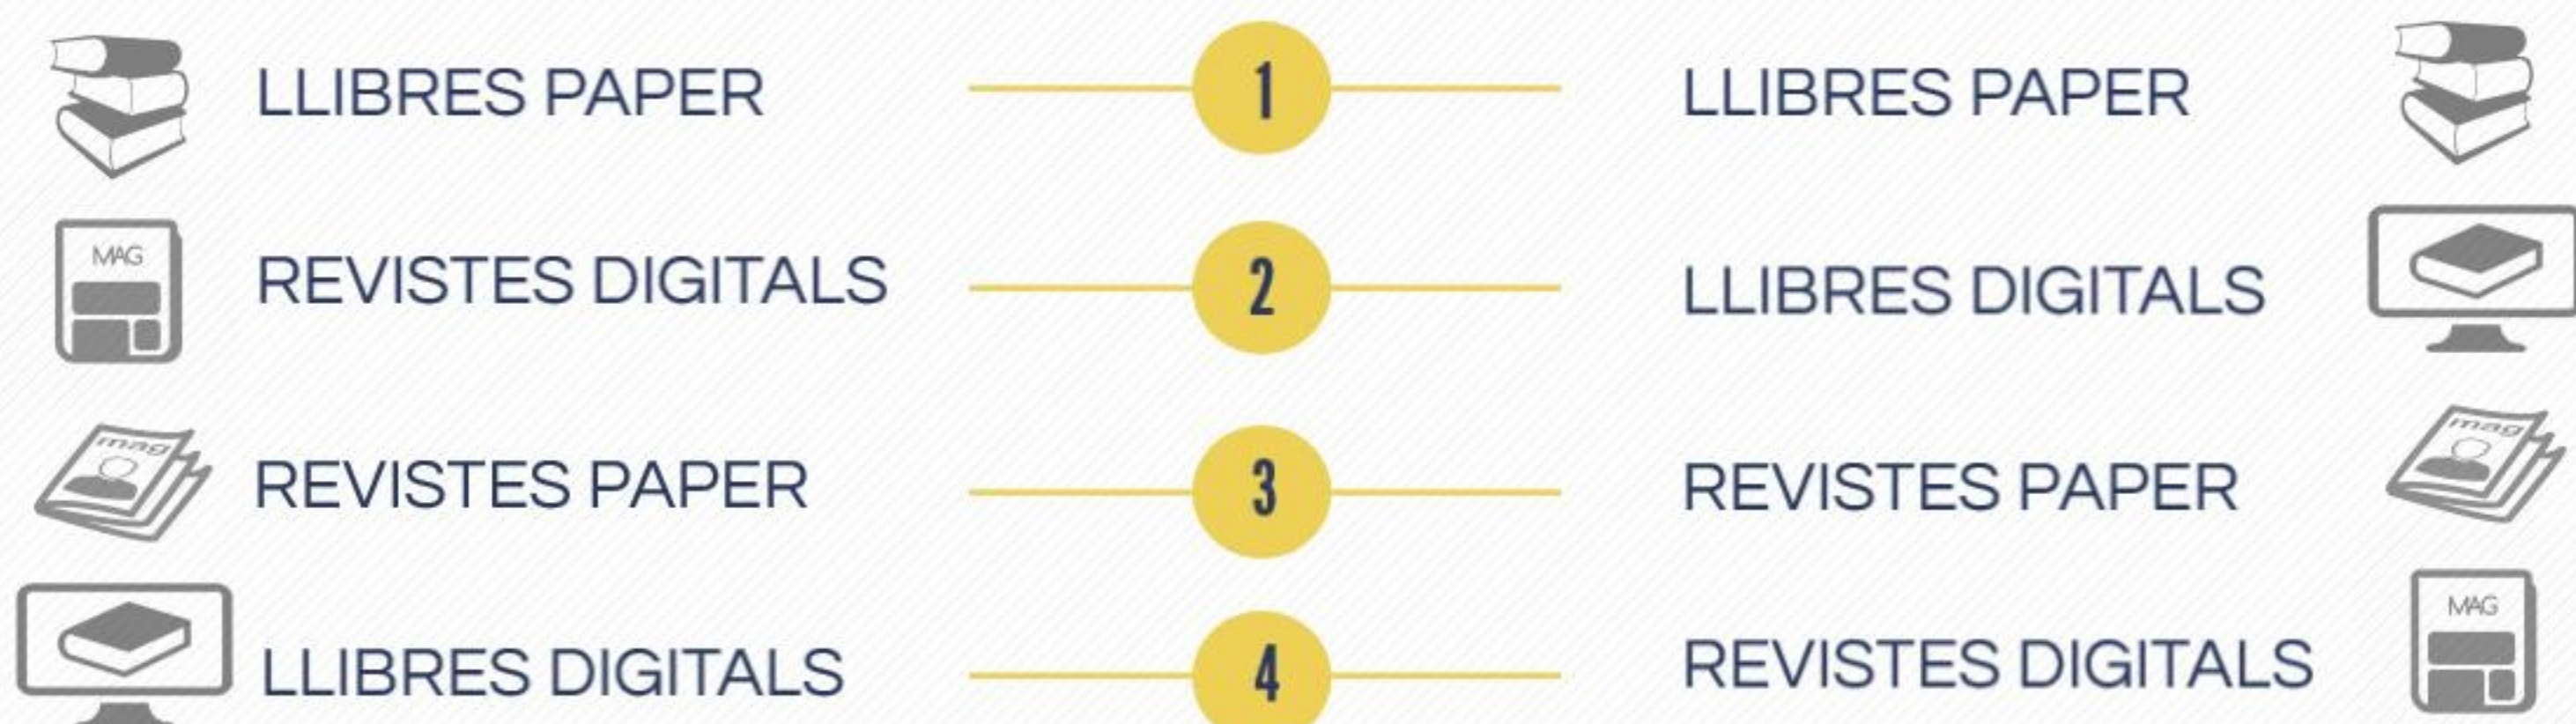 LLIBRES PAPER 1 LLIBRES PAPER
MAG REVISTES DIGITALS 2 LLIBRES DIGITALS
mag REVISTES PAPER 3 REVISTES PAPER mag
LLIBRES DIGITALS 4 REVISTES DIGITALS MAG